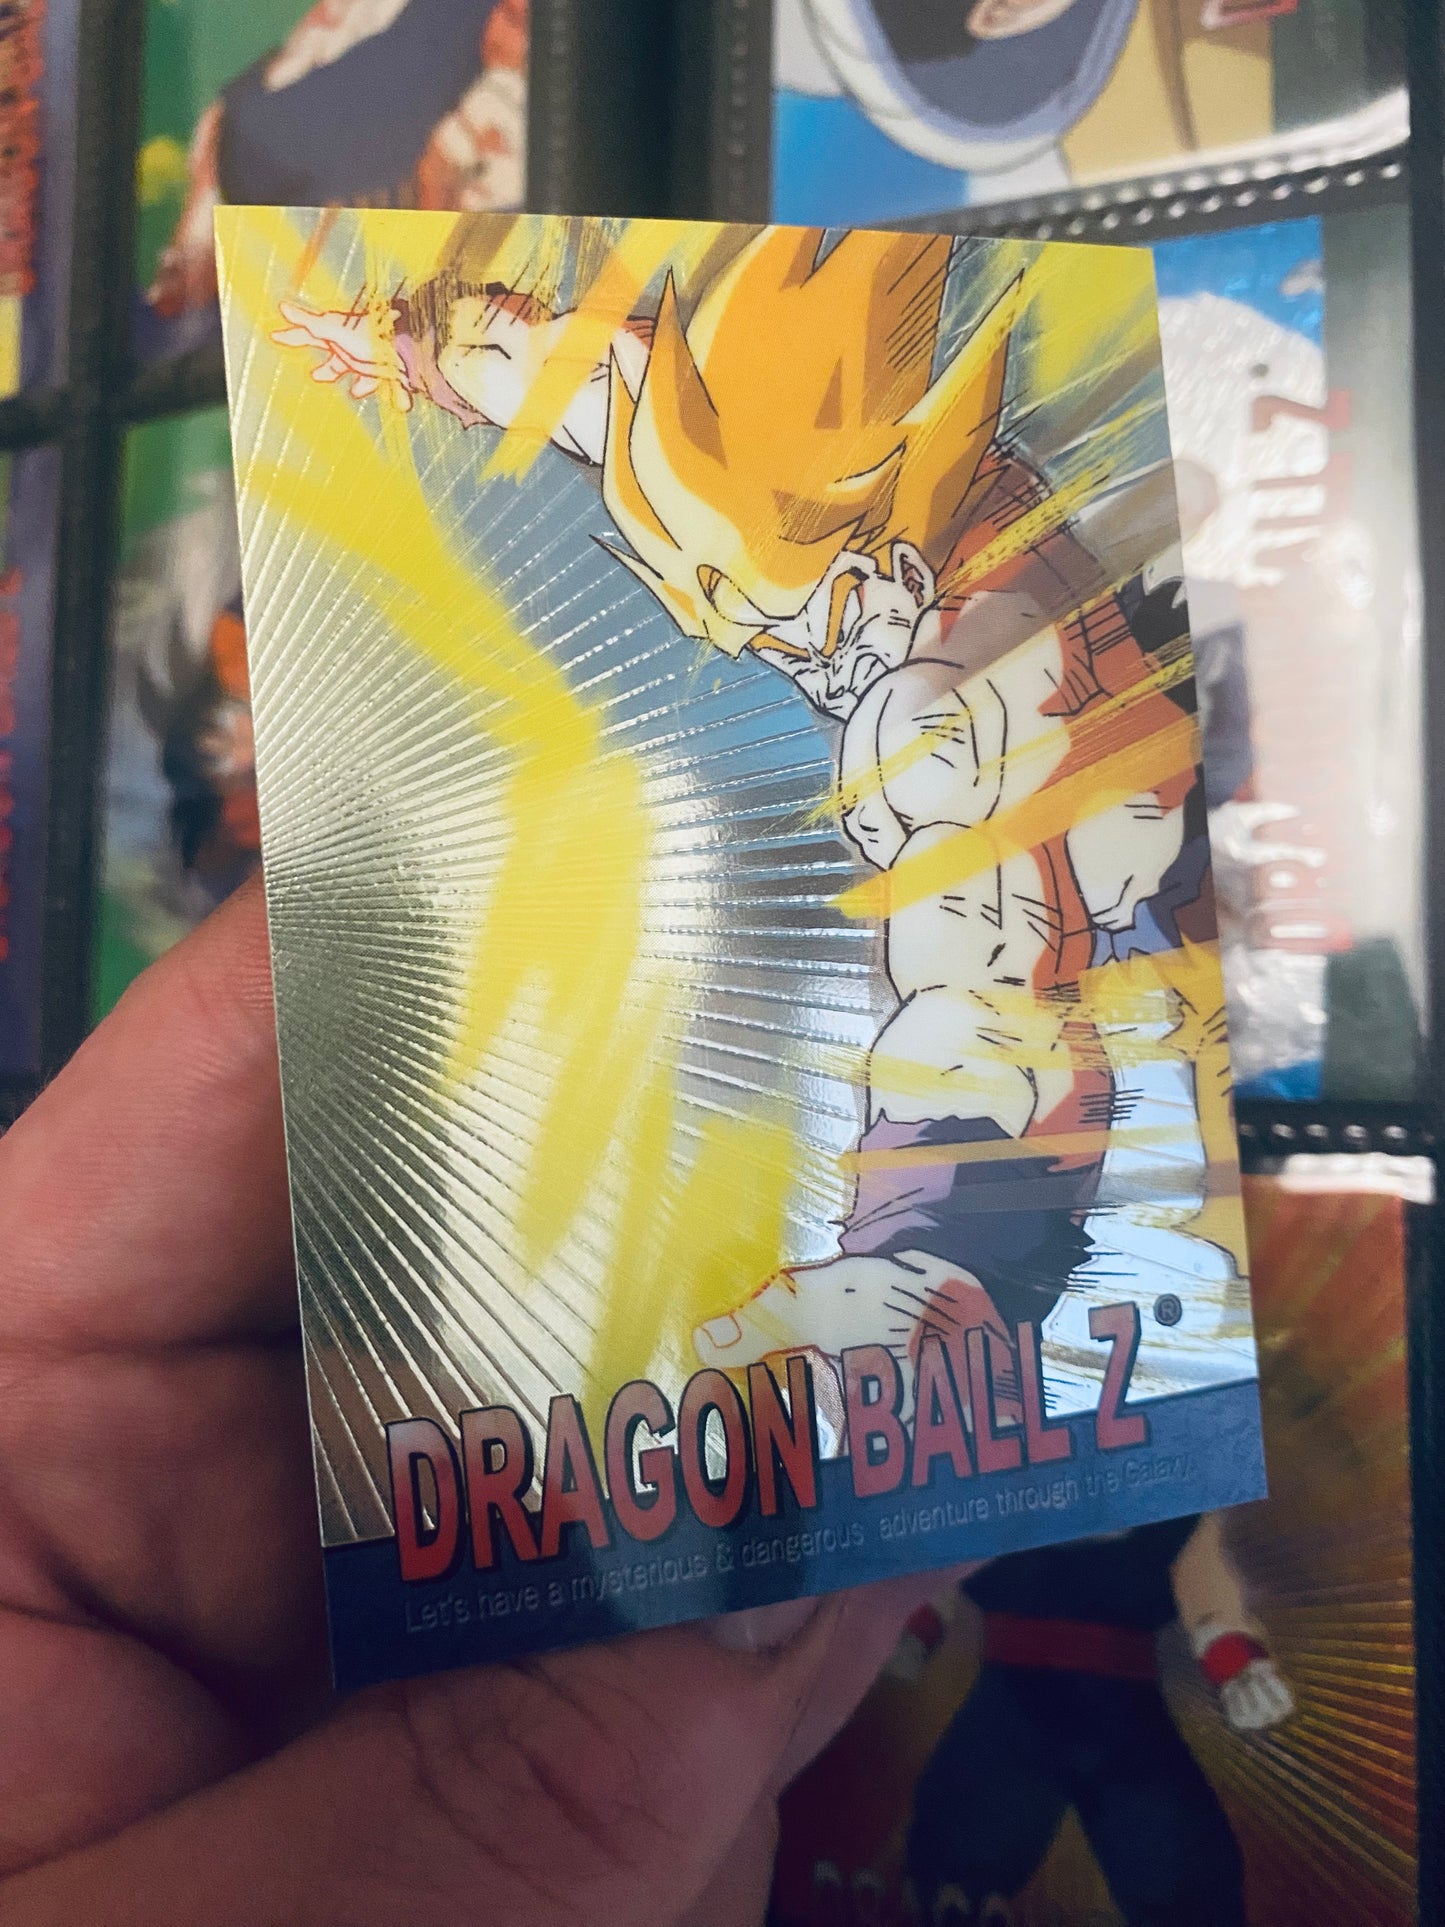 DRAGON BALL Z®
Let's have a mysterious & dangerous adventure through the Galaxy.